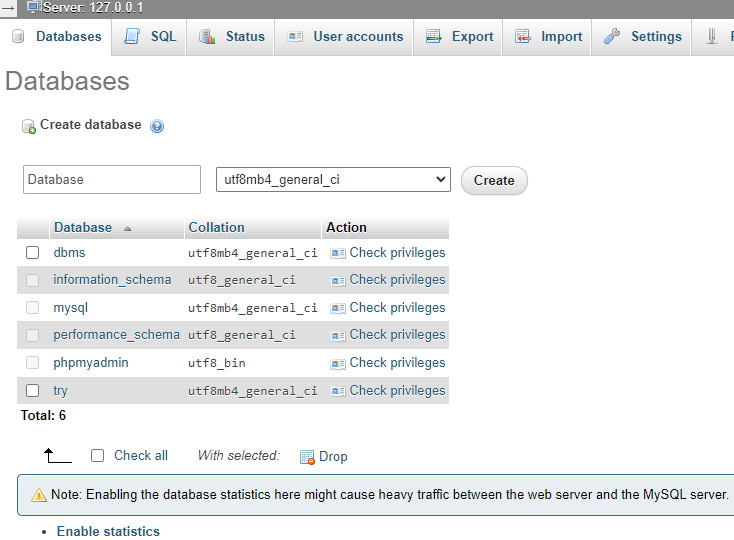 Server: 127.0.0.1
Databases SQL Status User accounts Export Import Settings
Databases
Create database
Database utf8mb4_general_ci Create
Database Collation Action
dbms utf8mb4_general_ci Check privileges
information_schema utf8_general_ci Check privileges
mysql utf8mb4_general_ci Check privileges
performance_schema utf8_general_ci Check privileges
phpmyadmin utf8_bin Check privileges
try utf8mb4_general_ci Check privileges
Total: 6
Check all With selected: Drop
Note: Enabling the database statistics here might cause heavy traffic between the web server and the MySQL server.
• Enable statistics